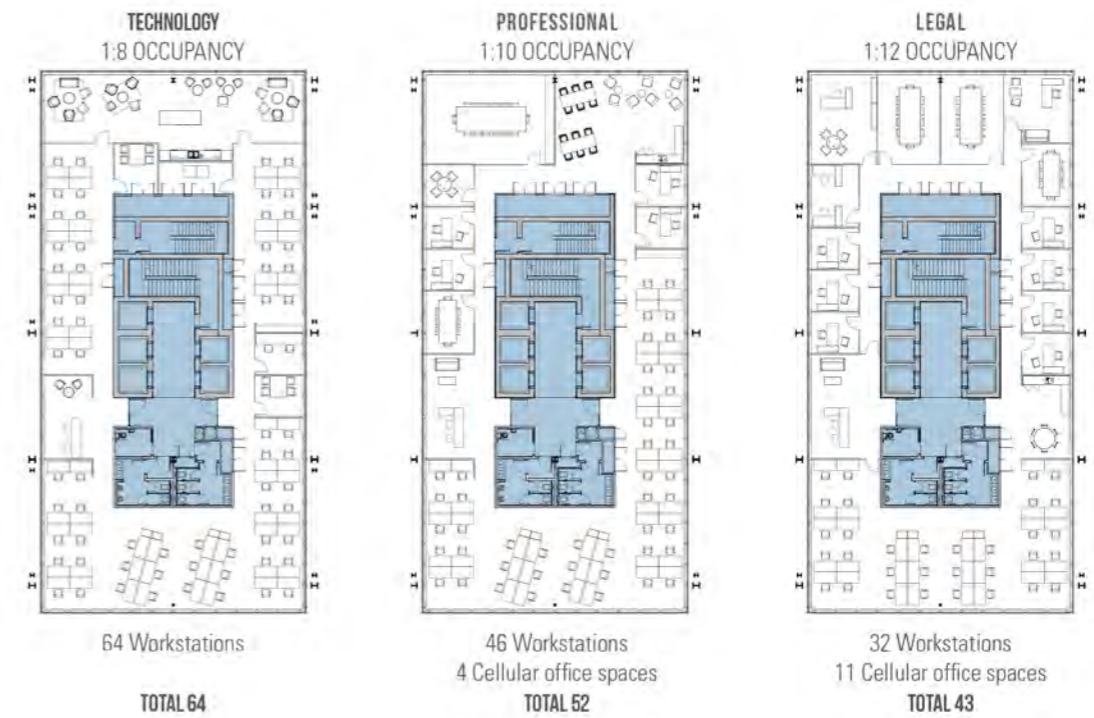 TECHNOLOGY
1:8 OCCUPANCY
64 Workstations
TOTAL 64
PROFESSIONAL
1:10 OCCUPANCY
46 Workstations
4 Cellular office spaces
TOTAL 52
LEGAL
1:12 OCCUPANCY
32 Workstations
11 Cellular office spaces
TOTAL 43